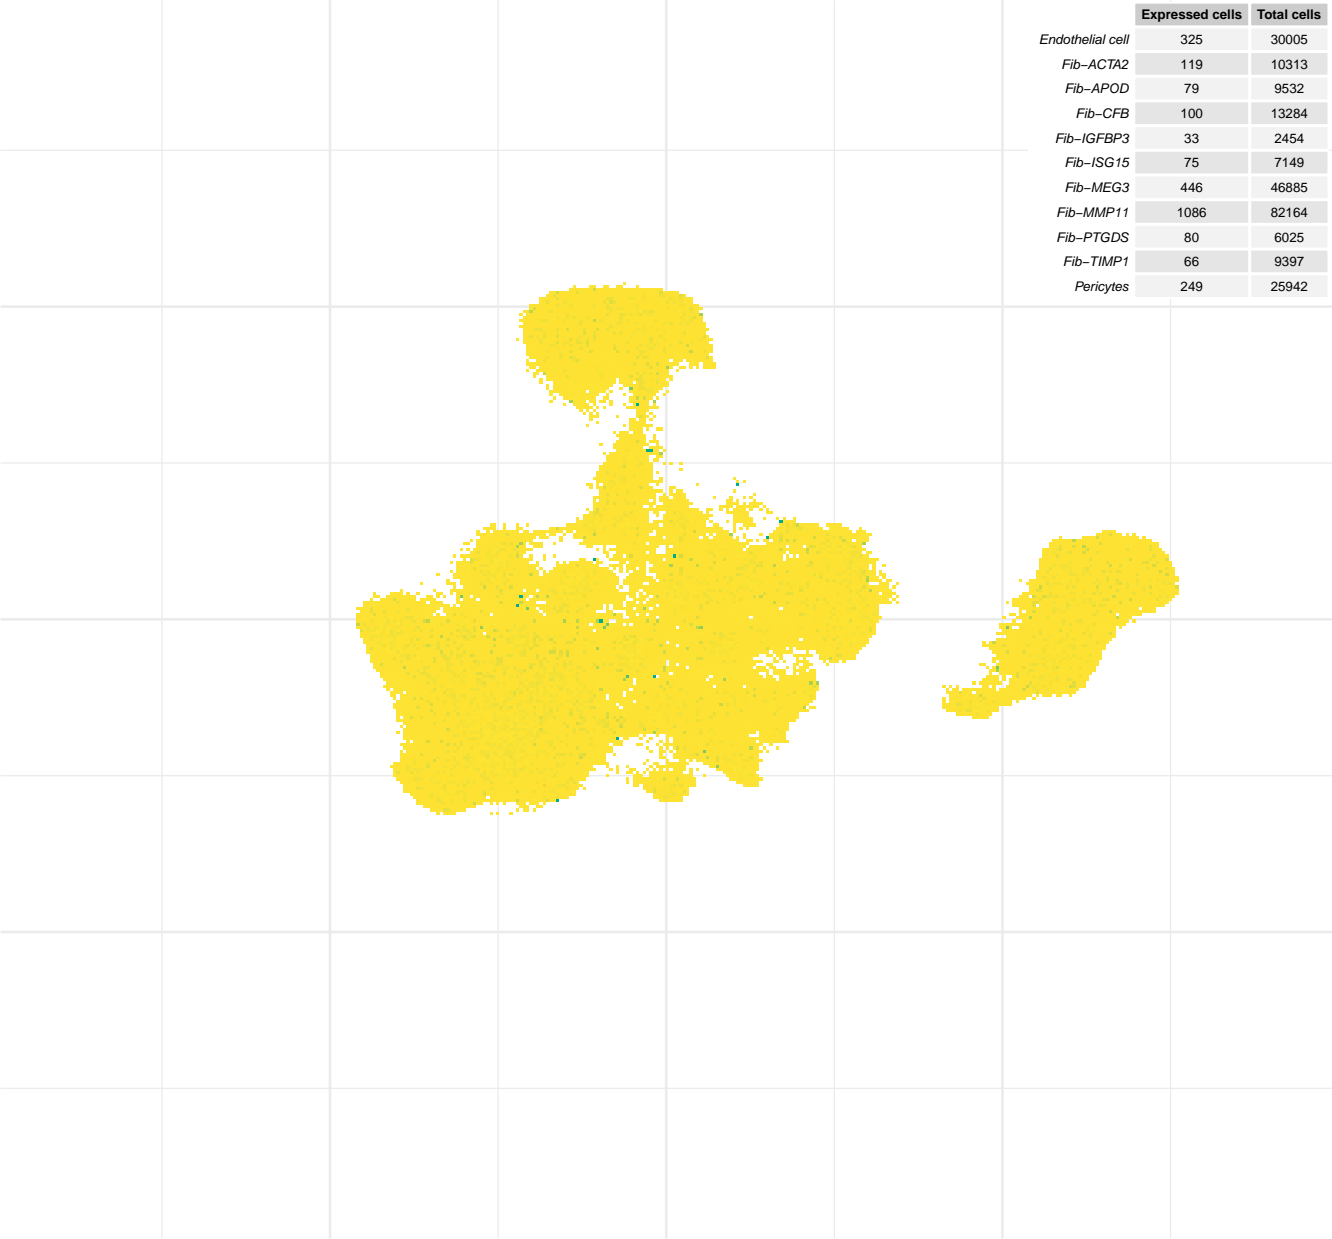 Expressed cells Total cells
Endothelial cell 325 30005
Fib−ACTA2 119 10313
Fib−APOD 79 9532
Fib−CFB 100 13284
Fib−IGFBP3 33 2454
Fib−ISG15 75 7149
Fib−MEG3 446 46885
Fib−MMP11 1086 82164
Fib−PTGDS 80 6025
Fib−TIMP1 66 9397
Pericytes 249 25942